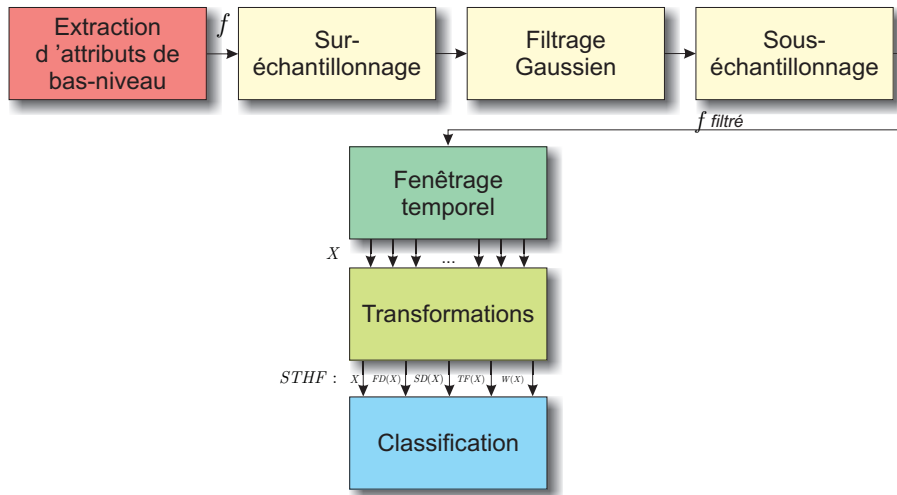 Extraction
d 'attributs de
bas-niveau
f
Sur-
échantillonnage
Filtrage
Gaussien
Sous-
échantillonnage
f filtré
Fenêtrage
temporel
X
...
Transformations
STHF : X FD(X) SD(X) TF(X) W(X)
Classification